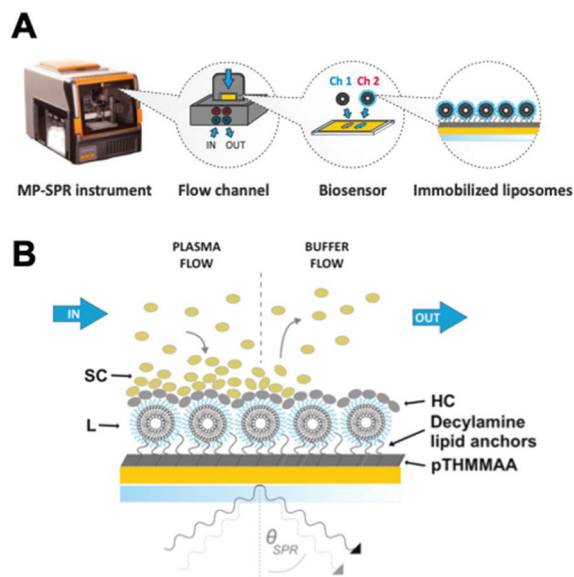 A
Ch 1 Ch 2
IN OUT
MP-SPR instrument Flow channel Biosensor Immobilized liposomes
B
PLASMA
FLOW
BUFFER
FLOW
IN
OUT
SC
HC
L
Decylamine
lipid anchors
pTHMMAA
θSPR